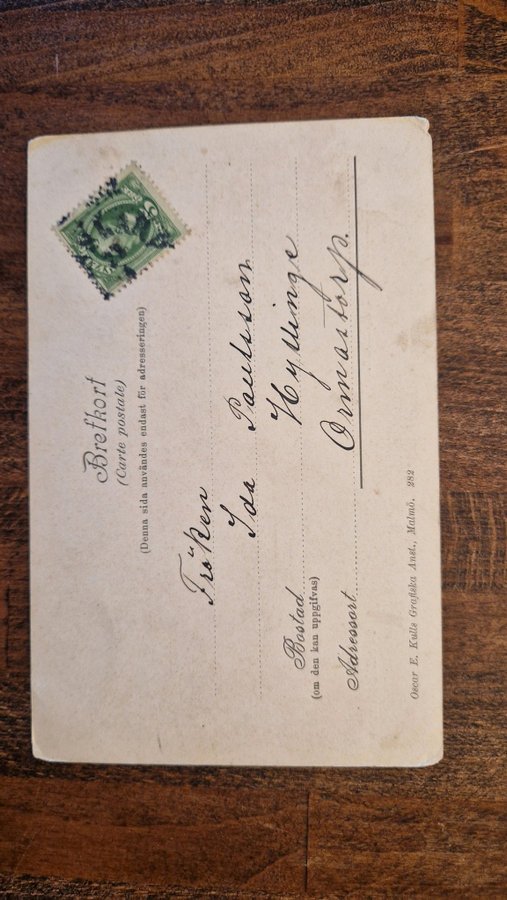 Brefkort
(Carte postale)
(Denna sida användes endast för adresseringen)
Fröken
Ida Paulsson
Bostad Hyllinge
(om den kan uppgifvas)
Adressort Ormastorp.
Oscar E. Kulls Grafiska Anst., Malmö. 282